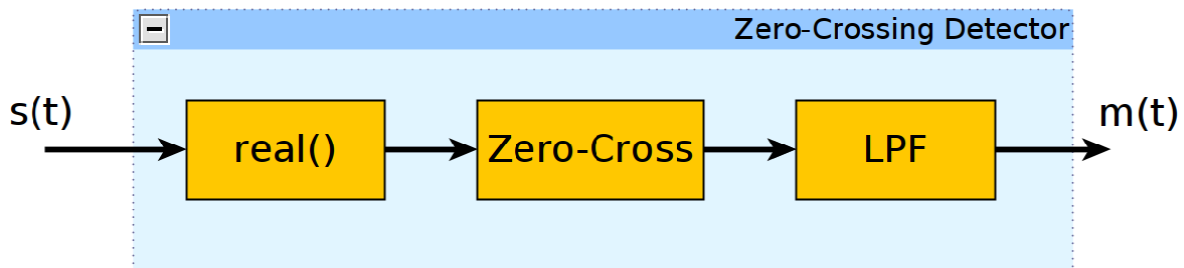 Zero-Crossing Detector
s(t)
real()
Zero-Cross
LPF
m(t)